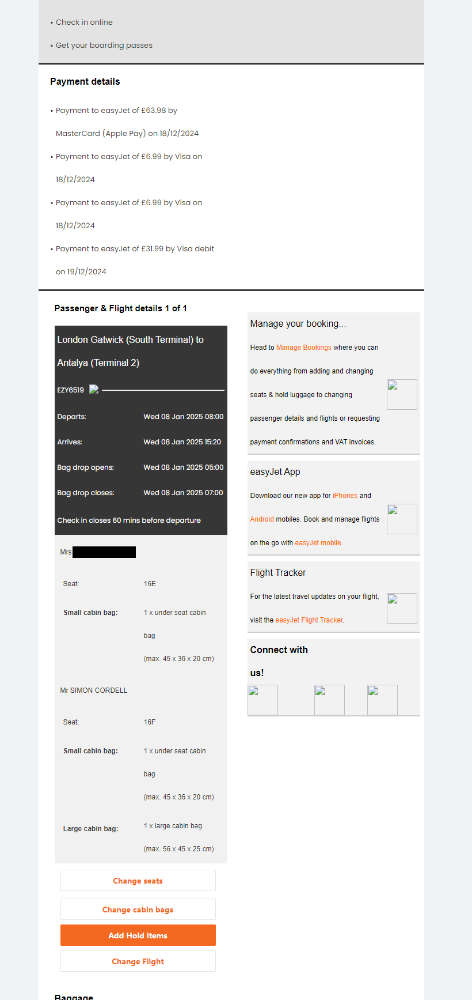 • Check in online
• Get your boarding passes
Payment details
• Payment to easyJet of £63.98 by
MasterCard (Apple Pay) on 18/12/2024
• Payment to easyJet of £6.99 by Visa on
18/12/2024
• Payment to easyJet of £6.99 by Visa on
18/12/2024
• Payment to easyJet of £31.99 by Visa debit
on 19/12/2024
Passenger & Flight details 1 of 1
London Gatwick (South Terminal) to
Antalya (Terminal 2)
EZY6519
Departs: Wed 08 Jan 2025 08:00
Arrives: Wed 08 Jan 2025 15:20
Bag drop opens: Wed 08 Jan 2025 05:00
Bag drop closes: Wed 08 Jan 2025 07:00
Check in closes 60 mins before departure
Mrs
Seat: 16E
Small cabin bag: 1 x under seat cabin
bag
(max. 45 x 36 x 20 cm)
Mr SIMON CORDELL
Seat: 16F
Small cabin bag: 1 x under seat cabin
bag
(max. 45 x 36 x 20 cm)
Large cabin bag: 1 x large cabin bag
(max. 56 x 45 x 25 cm)
Change seats
Change cabin bags
Add Hold items
Change Flight
Baggage
Manage your booking...
Head to Manage Bookings where you can
do everything from adding and changing
seats & hold luggage to changing
passenger details and flights or requesting
payment confirmations and VAT invoices.
easyJet App
Download our new app for iPhones and
Android mobiles. Book and manage flights
on the go with easyJet mobile.
Flight Tracker
For the latest travel updates on your flight,
visit the easyJet Flight Tracker.
Connect with
us!